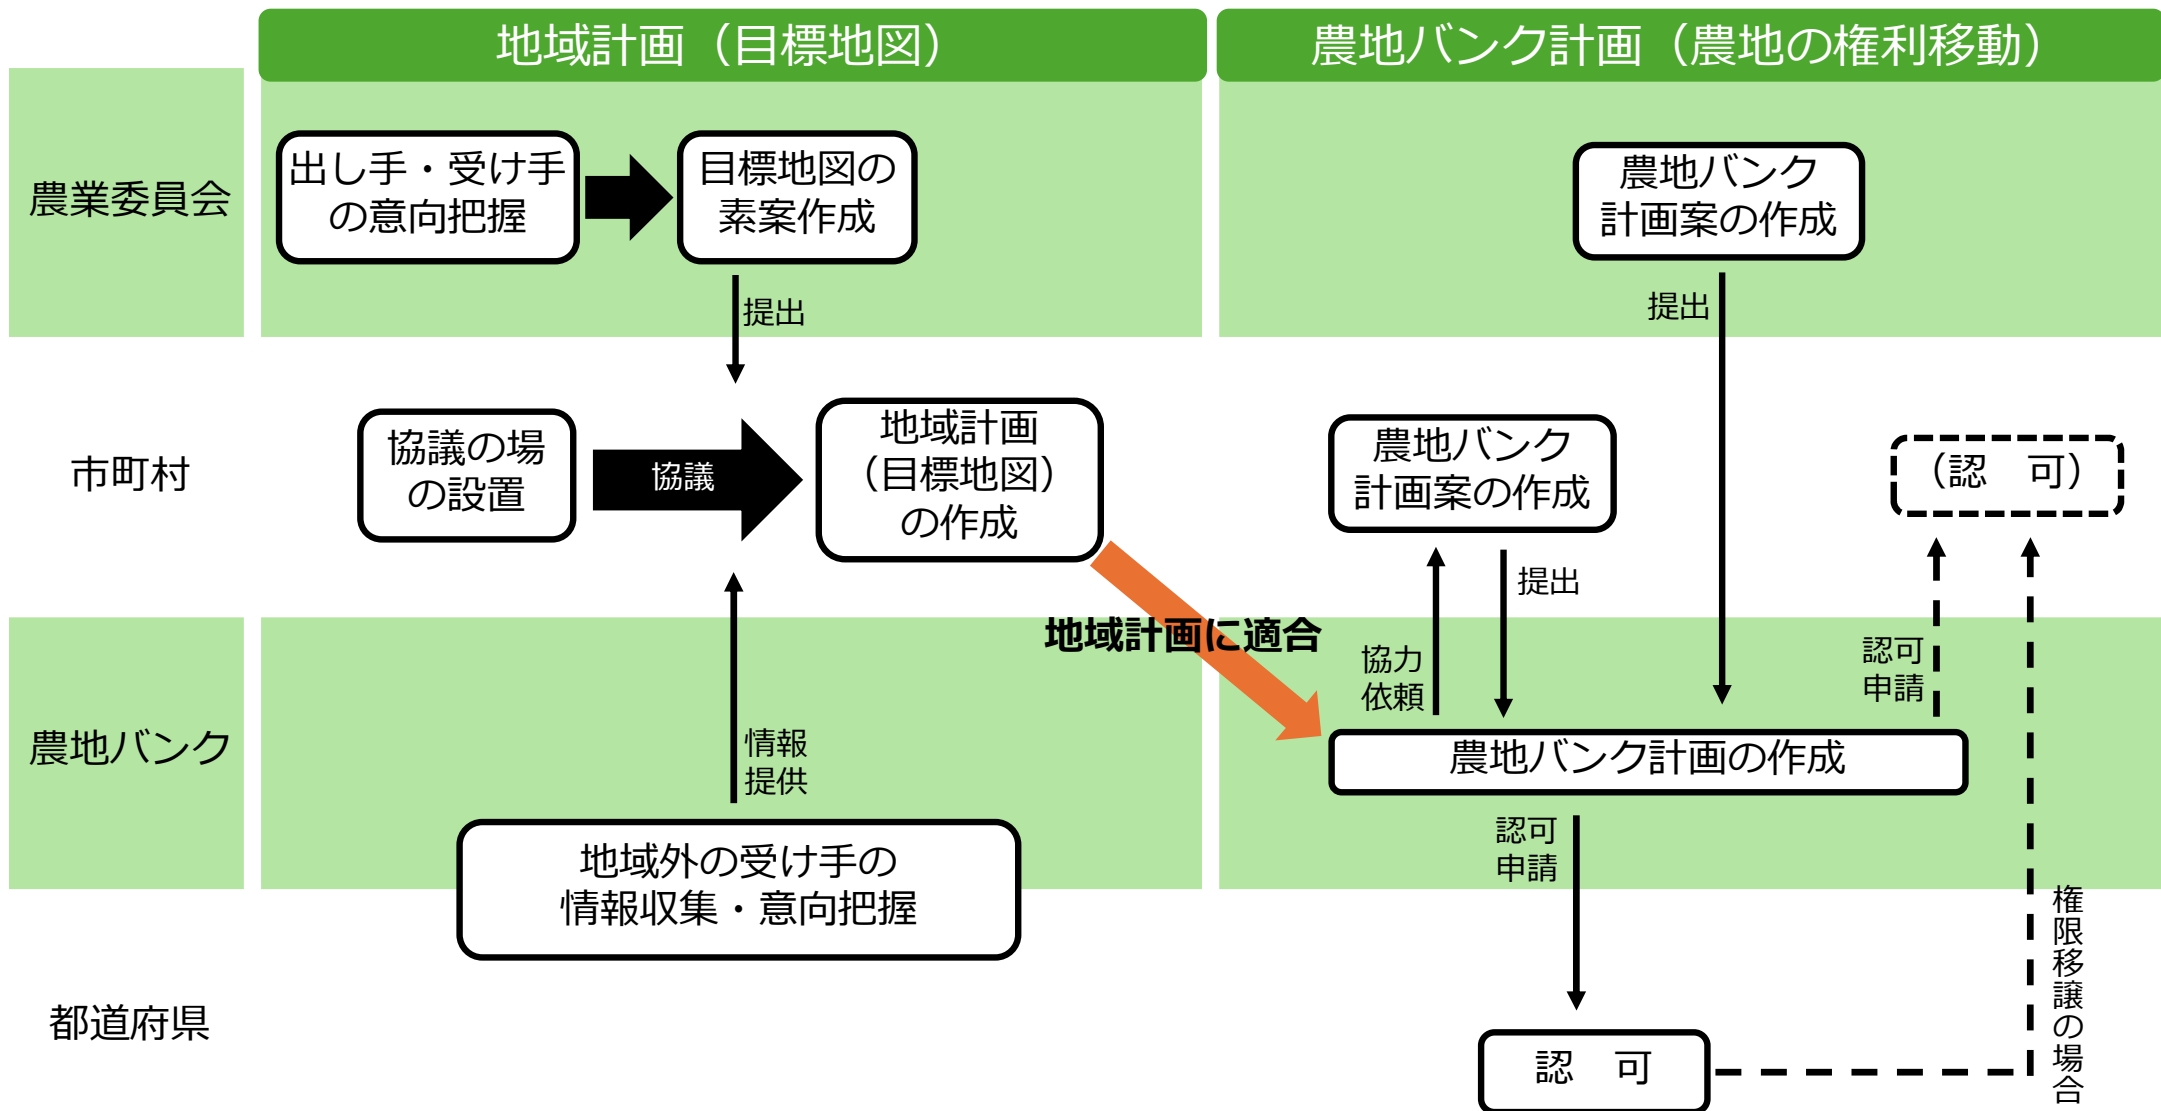 地域計画（目標地図）
農地バンク計画（農地の権利移動）
農業委員会
出し手・受け手
の意向把握
目標地図の
素案作成
農地バンク
計画案の作成
提出
提出
市町村
協議の場
の設置
協議
地域計画
（目標地図）
の作成
農地バンク
計画案の作成
（認　可）
提出
地域計画に適合
協力
依頼
認可
申請
農地バンク
情報
提供
農地バンク計画の作成
地域外の受け手の
情報収集・意向把握
認可
申請
権限移譲の場合
都道府県
認　可